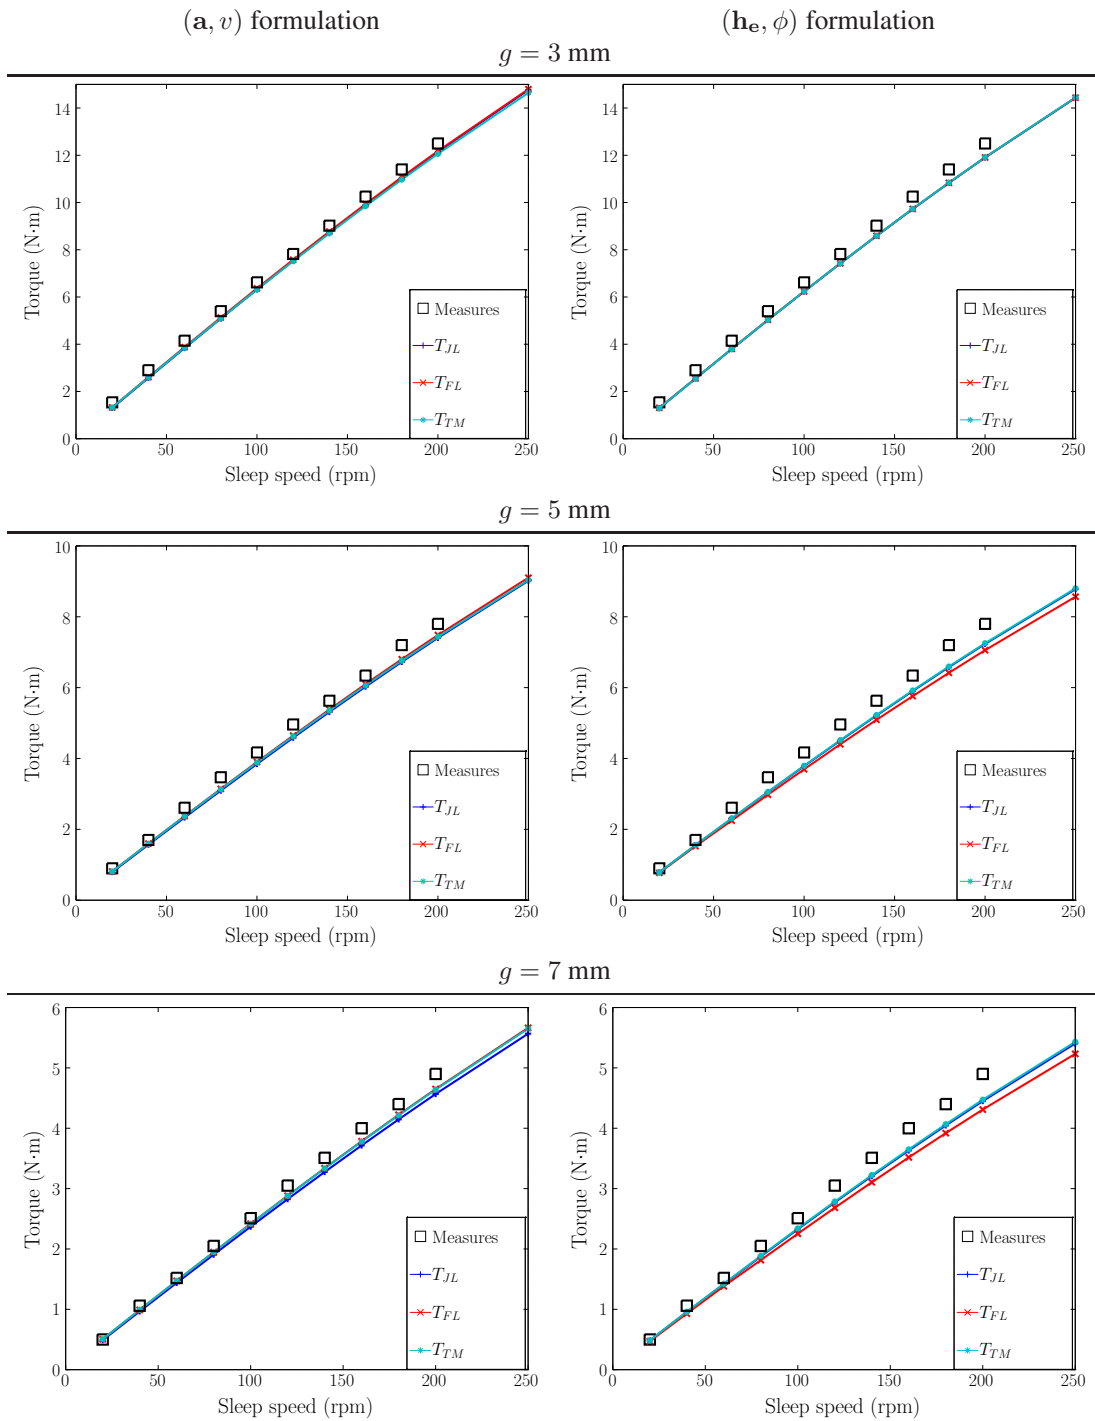 (a, v) formulation
(hₑ, ϕ) formulation
g = 3 mm
14
12
10
8
6
4
2
0
Torque (N·m)
Measures
T_JL
T_FL
T_TM
0 50 100 150 200 250
Sleep speed (rpm)
14
12
10
8
6
4
2
0
Torque (N·m)
Measures
T_JL
T_FL
T_TM
0 50 100 150 200 250
Sleep speed (rpm)
g = 5 mm
10
8
6
4
2
0
Torque (N·m)
Measures
T_JL
T_FL
T_TM
0 50 100 150 200 250
Sleep speed (rpm)
10
8
6
4
2
0
Torque (N·m)
Measures
T_JL
T_FL
T_TM
0 50 100 150 200 250
Sleep speed (rpm)
g = 7 mm
6
5
4
3
2
1
0
Torque (N·m)
Measures
T_JL
T_FL
T_TM
0 50 100 150 200 250
Sleep speed (rpm)
6
5
4
3
2
1
0
Torque (N·m)
Measures
T_JL
T_FL
T_TM
0 50 100 150 200 250
Sleep speed (rpm)